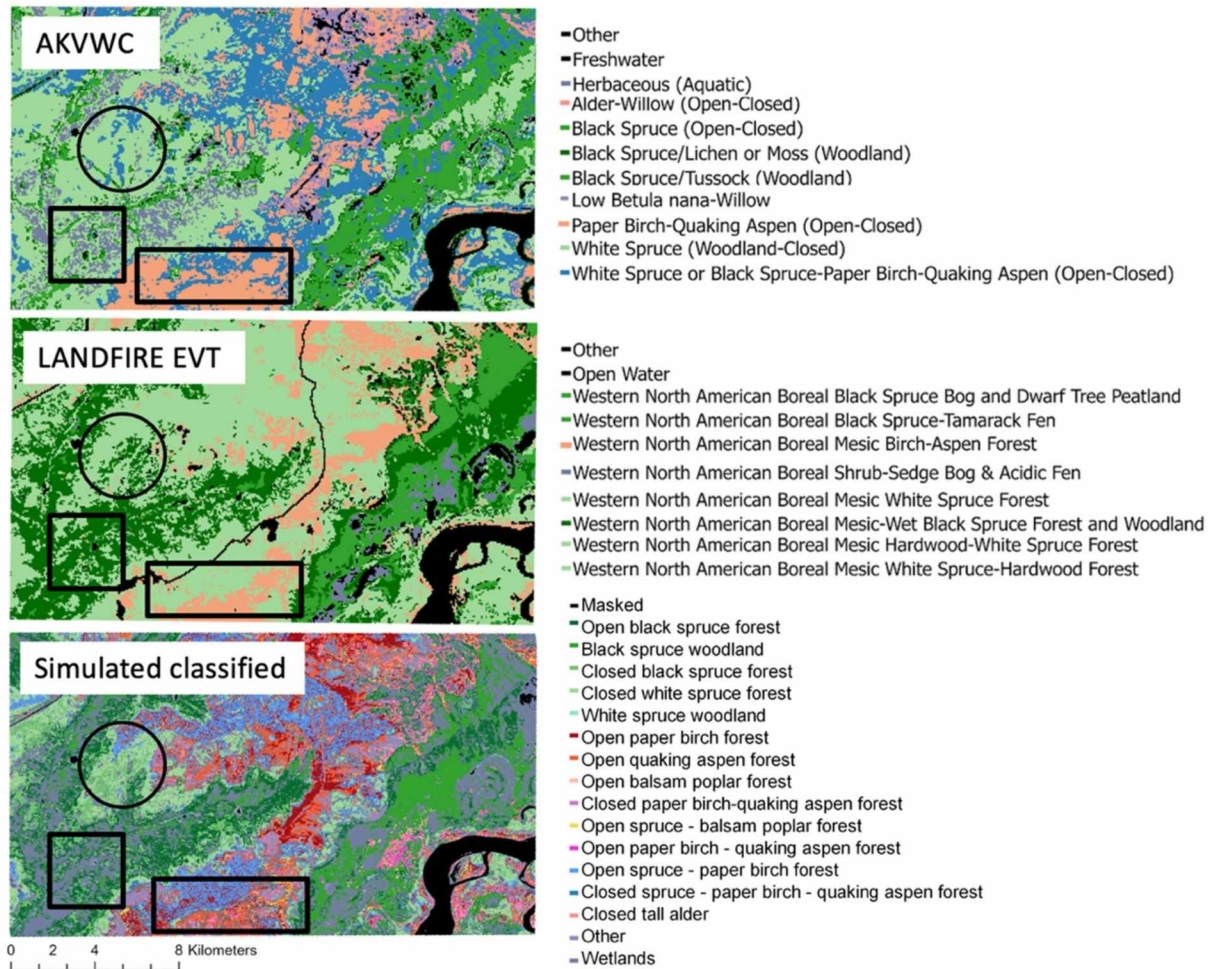 AKVWC
Other
Freshwater
Herbaceous (Aquatic)
Alder-Willow (Open-Closed)
Black Spruce (Open-Closed)
Black Spruce/Lichen or Moss (Woodland)
Black Spruce/Tussock (Woodland)
Low Betula nana-Willow
Paper Birch-Quaking Aspen (Open-Closed)
White Spruce (Woodland-Closed)
White Spruce or Black Spruce-Paper Birch-Quaking Aspen (Open-Closed)
LANDFIRE EVT
Other
Open Water
Western North American Boreal Black Spruce Bog and Dwarf Tree Peatland
Western North American Boreal Black Spruce-Tamarack Fen
Western North American Boreal Mesic Birch-Aspen Forest
Western North American Boreal Shrub-Sedge Bog & Acidic Fen
Western North American Boreal Mesic White Spruce Forest
Western North American Boreal Mesic-Wet Black Spruce Forest and Woodland
Western North American Boreal Mesic Hardwood-White Spruce Forest
Western North American Boreal Mesic White Spruce-Hardwood Forest
Simulated classified
Masked
Open black spruce forest
Black spruce woodland
Closed black spruce forest
Closed white spruce forest
White spruce woodland
Open paper birch forest
Open quaking aspen forest
Open balsam poplar forest
Closed paper birch-quaking aspen forest
Open spruce - balsam poplar forest
Open paper birch - quaking aspen forest
Open spruce - paper birch forest
Closed spruce - paper birch - quaking aspen forest
Closed tall alder
Other
Wetlands
0 2 4 8 Kilometers